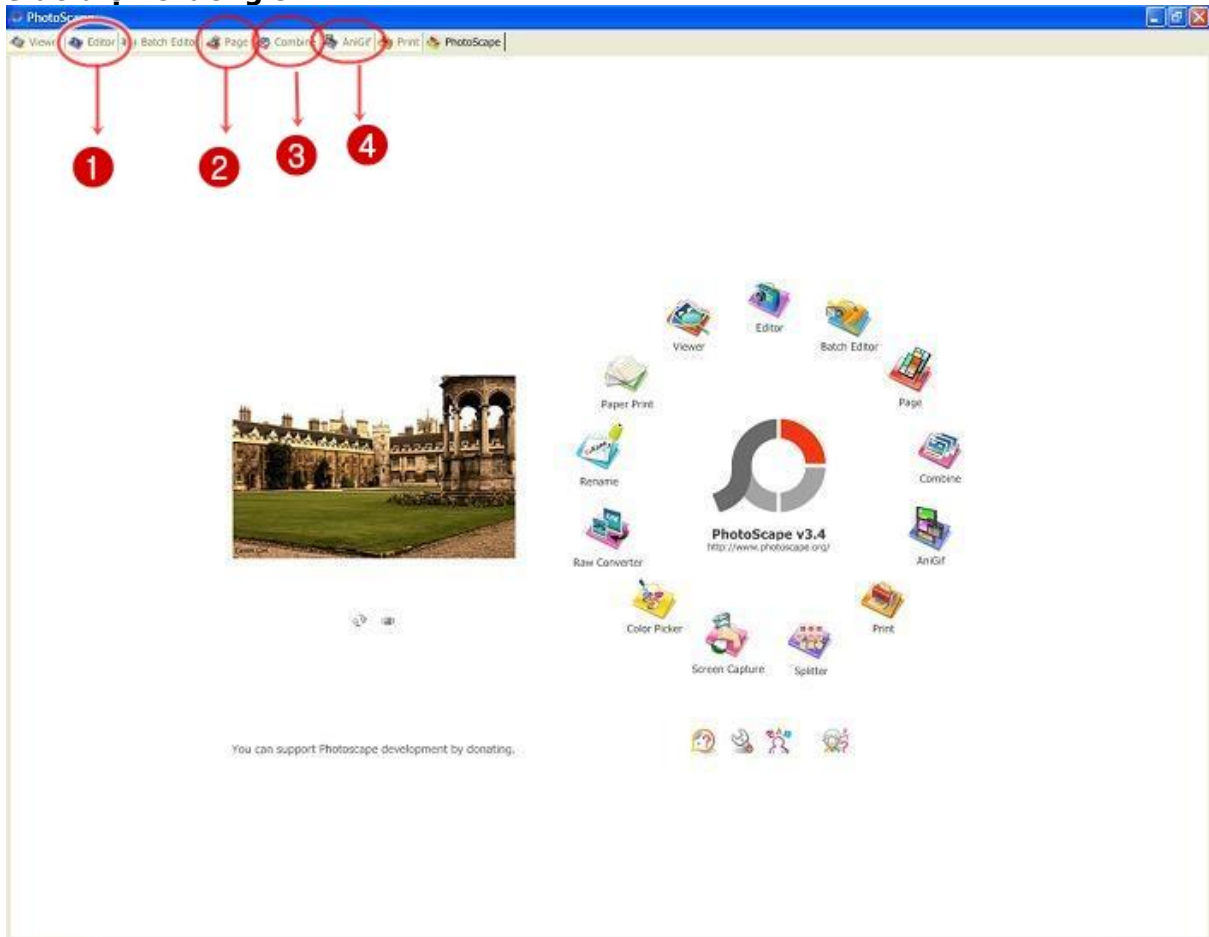 PhotoScape
Viewer Editor Batch Editor Page Combine AniGif Print PhotoScape
1
2
3
4
Editor
Viewer
Batch Editor
Paper Print
Page
Rename
Combine
PhotoScape v3.4
http://www.photoscape.org/
Raw Converter
AniGif
Color Picker
Print
Screen Capture
Splitter
You can support Photoscape development by donating.